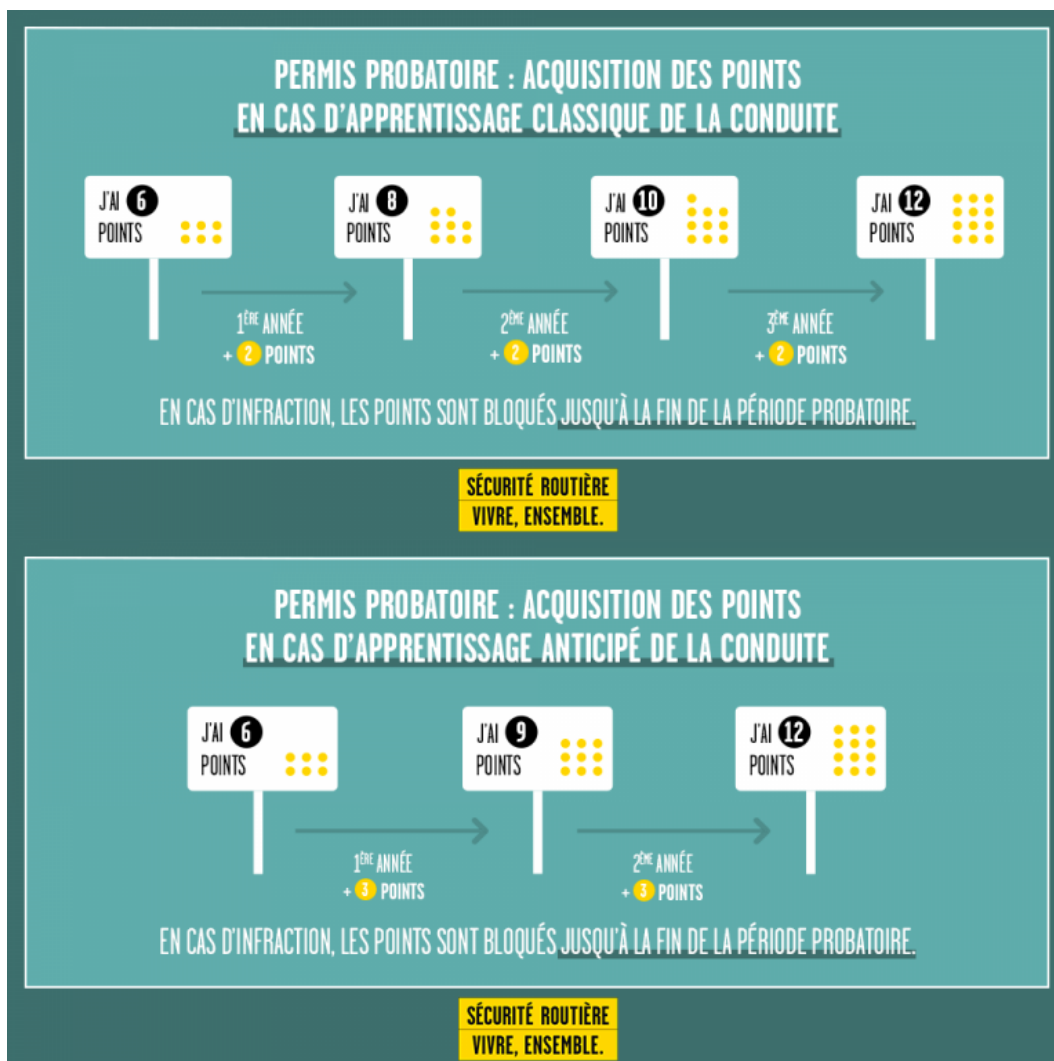 PERMIS PROBATOIRE : ACQUISITION DES POINTS
EN CAS D'APPRENTISSAGE CLASSIQUE DE LA CONDUITE
J'AI 6
POINTS
J'AI 8
POINTS
J'AI 10
POINTS
J'AI 12
POINTS
1ÈRE ANNÉE
+ 2 POINTS
2ÈME ANNÉE
+ 2 POINTS
3ÈME ANNÉE
+ 2 POINTS
EN CAS D'INFRACTION, LES POINTS SONT BLOQUÉS JUSQU'À LA FIN DE LA PÉRIODE PROBATOIRE.
SÉCURITÉ ROUTIÈRE
VIVRE, ENSEMBLE.
PERMIS PROBATOIRE : ACQUISITION DES POINTS
EN CAS D'APPRENTISSAGE ANTICIPÉ DE LA CONDUITE
J'AI 6
POINTS
J'AI 9
POINTS
J'AI 12
POINTS
1ÈRE ANNÉE
+ 3 POINTS
2ÈME ANNÉE
+ 3 POINTS
EN CAS D'INFRACTION, LES POINTS SONT BLOQUÉS JUSQU'À LA FIN DE LA PÉRIODE PROBATOIRE.
SÉCURITÉ ROUTIÈRE
VIVRE, ENSEMBLE.